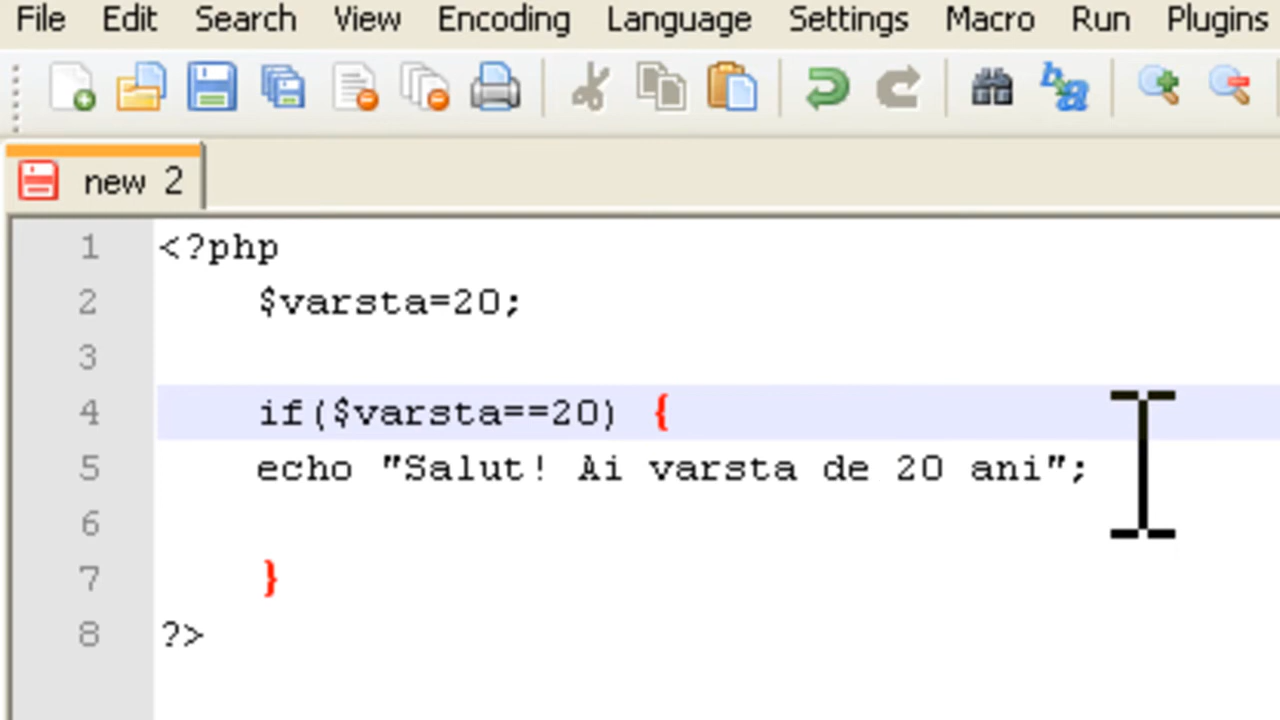 File Edit Search View Encoding Language Settings Macro Run Plugins
new 2
1 <?php
2 $varsta=20;
3
4 if($varsta==20) {
5 echo "Salut! Ai varsta de 20 ani";
6
7 }
8 ?>